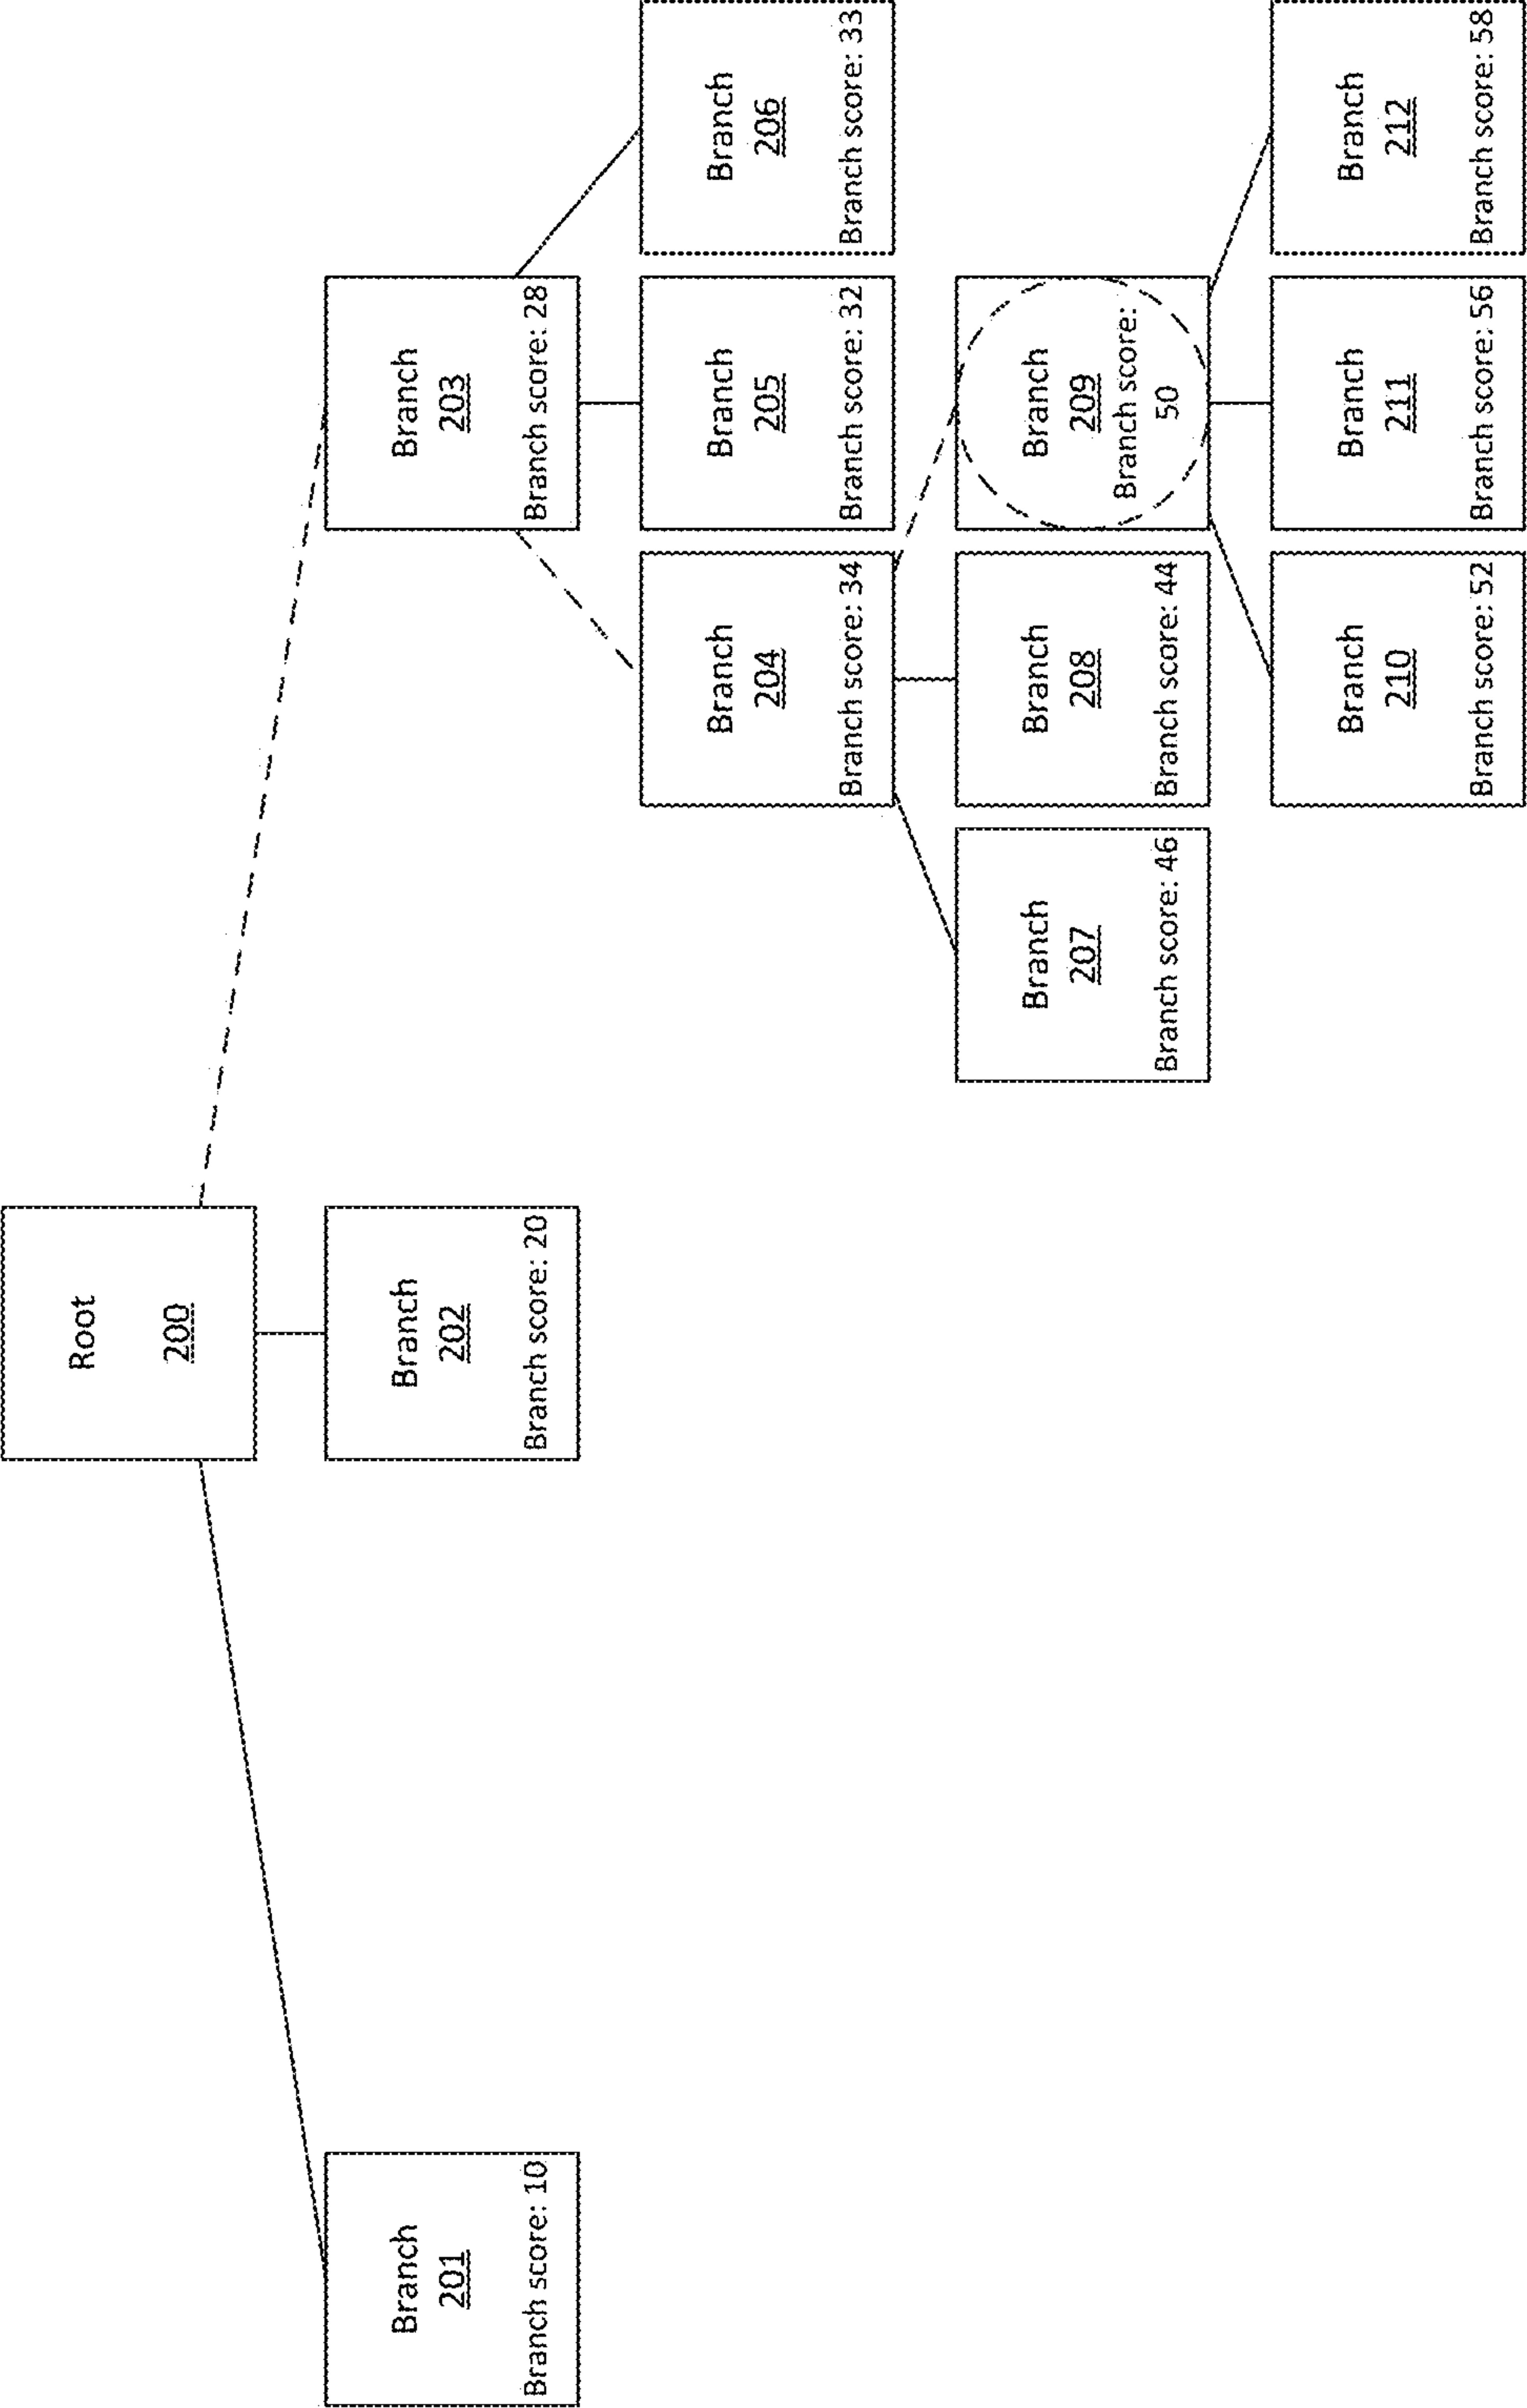 Root
200
Branch
201
Branch score: 10
Branch
202
Branch score: 20
Branch
203
Branch score: 28
Branch
204
Branch score: 34
Branch
205
Branch score: 32
Branch
206
Branch score: 33
Branch
207
Branch score: 46
Branch
208
Branch score: 44
Branch
209
Branch score:
50
Branch
210
Branch score: 52
Branch
211
Branch score: 56
Branch
212
Branch score: 58